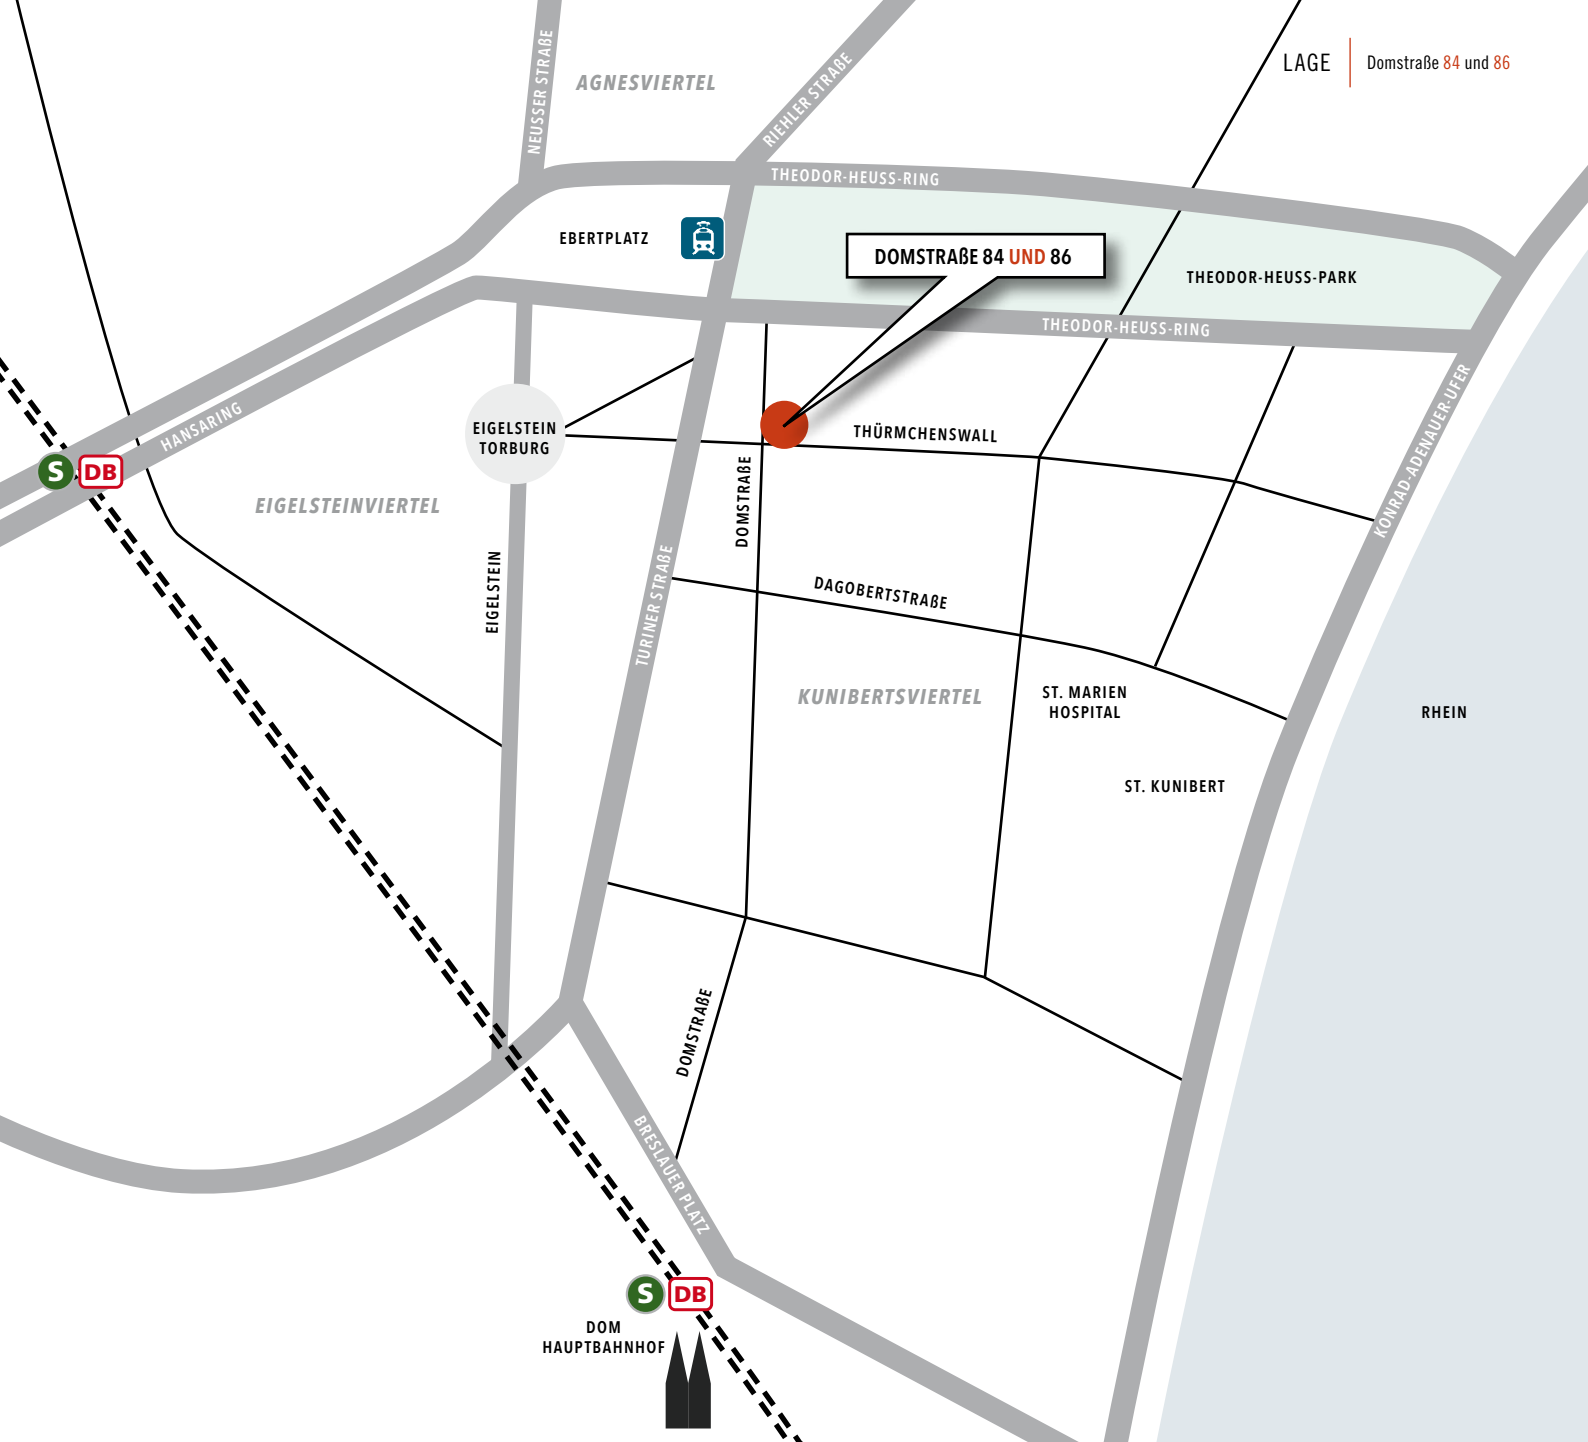 LAGE
Domstraße 84 und 86
NEUSSER STRAßE
AGNESVIERTEL
RIEHLER STRAßE
THEODOR-HEUSS-RING
EBERTPLATZ
DOMSTRAßE 84 UND 86
THEODOR-HEUSS-PARK
THEODOR-HEUSS-RING
HANSARING
EIGELSTEIN
TORBURG
THÜRMCHENSWALL
KONRAD-ADENAUER-UFER
S
DB
EIGELSTEINVIERTEL
DOMSTRAßE
EIGELSTEIN
TURINER STRAßE
DAGOBERTSTRAßE
KUNIBERTSVIERTEL
ST. MARIEN
HOSPITAL
RHEIN
ST. KUNIBERT
DOMSTRAßE
BRESLAUER PLATZ
S
DB
DOM
HAUPTBAHNHOF